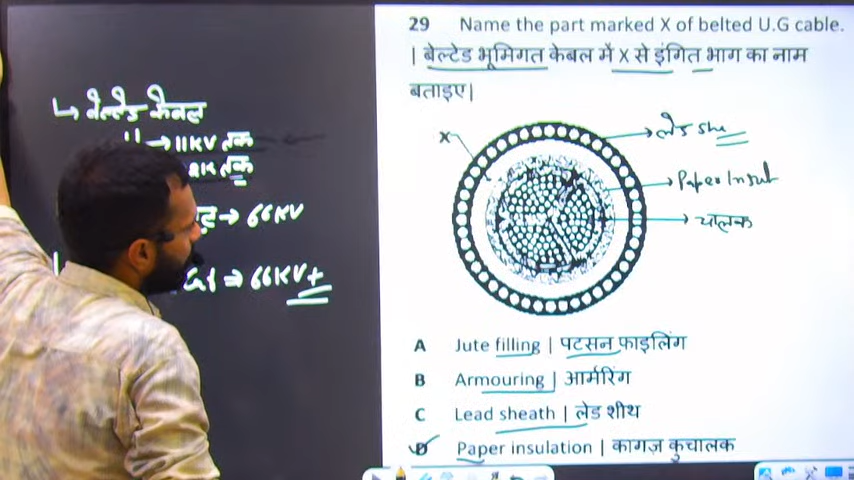 29 Name the part marked X of belted U.G cable.
| बेल्टेड भूमिगत केबल में X से इंगित भाग का नाम
बताइए|
↳ बेल्टेड केबल
→ 11KV तक
तक
→ 66KV
⇒ 66KV+
X
→ लेड She
→ Paper Insul
→ चालक
A Jute filling | पटसन फाइलिंग
B Armouring | आर्मरिंग
C Lead sheath | लेड शीथ
D Paper insulation | कागज़ कुचालक